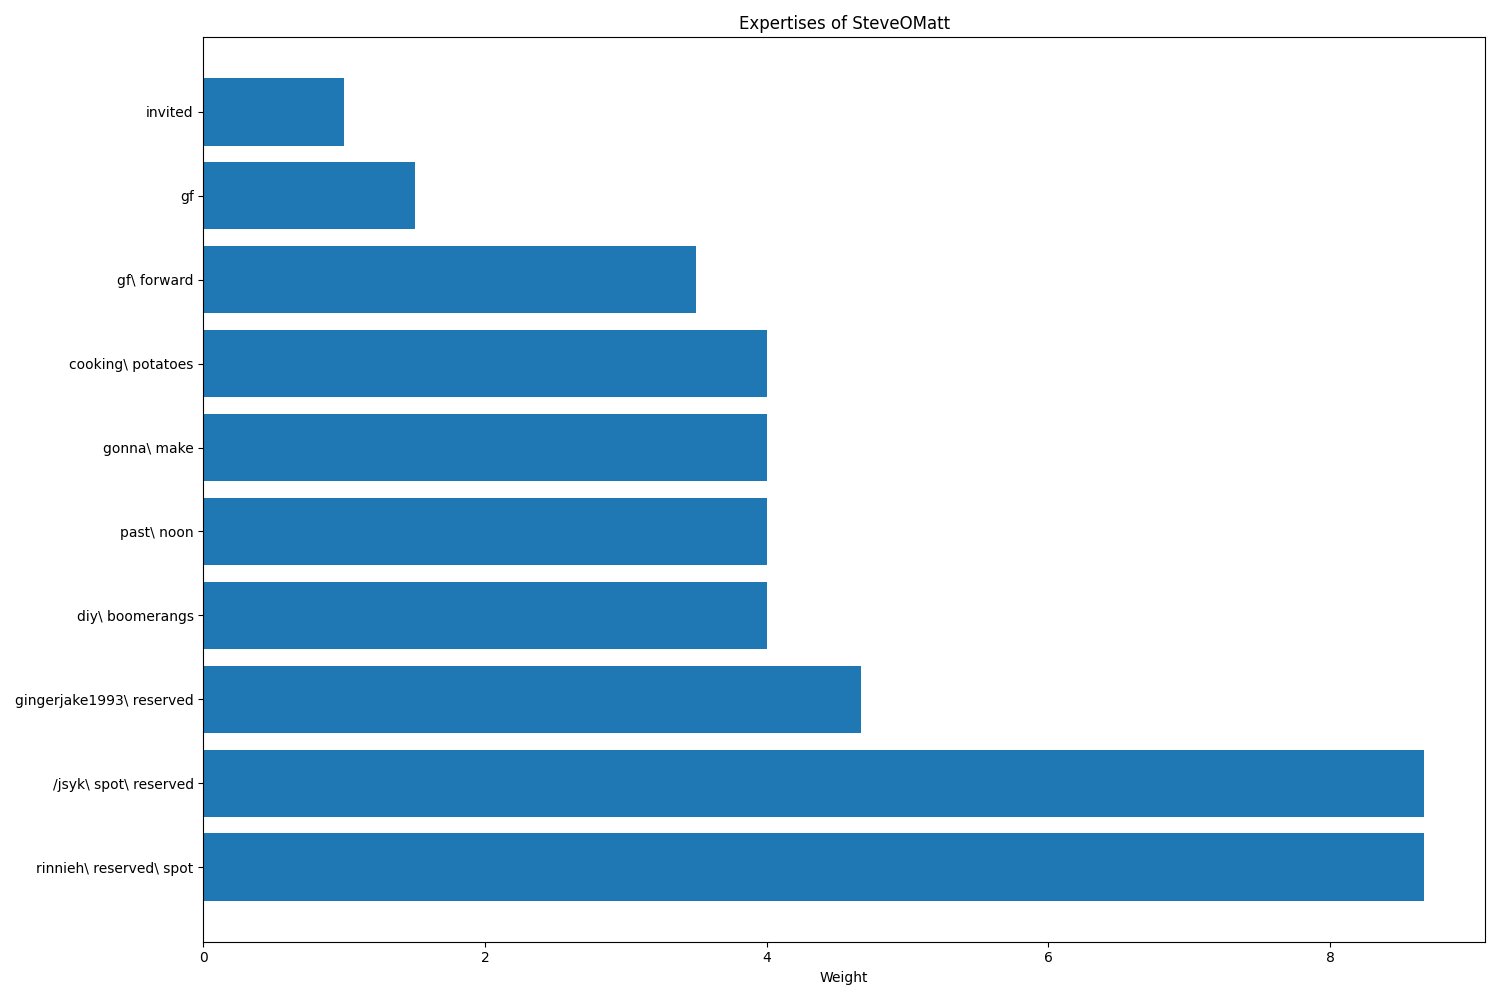 Expertises of SteveOMatt
invited
gf
gf\ forward
cooking\ potatoes
gonna\ make
past\ noon
diy\ boomerangs
gingerjake1993\ reserved
/jsyk\ spot\ reserved
rinnieh\ reserved\ spot
0 2 4 6 8
Weight